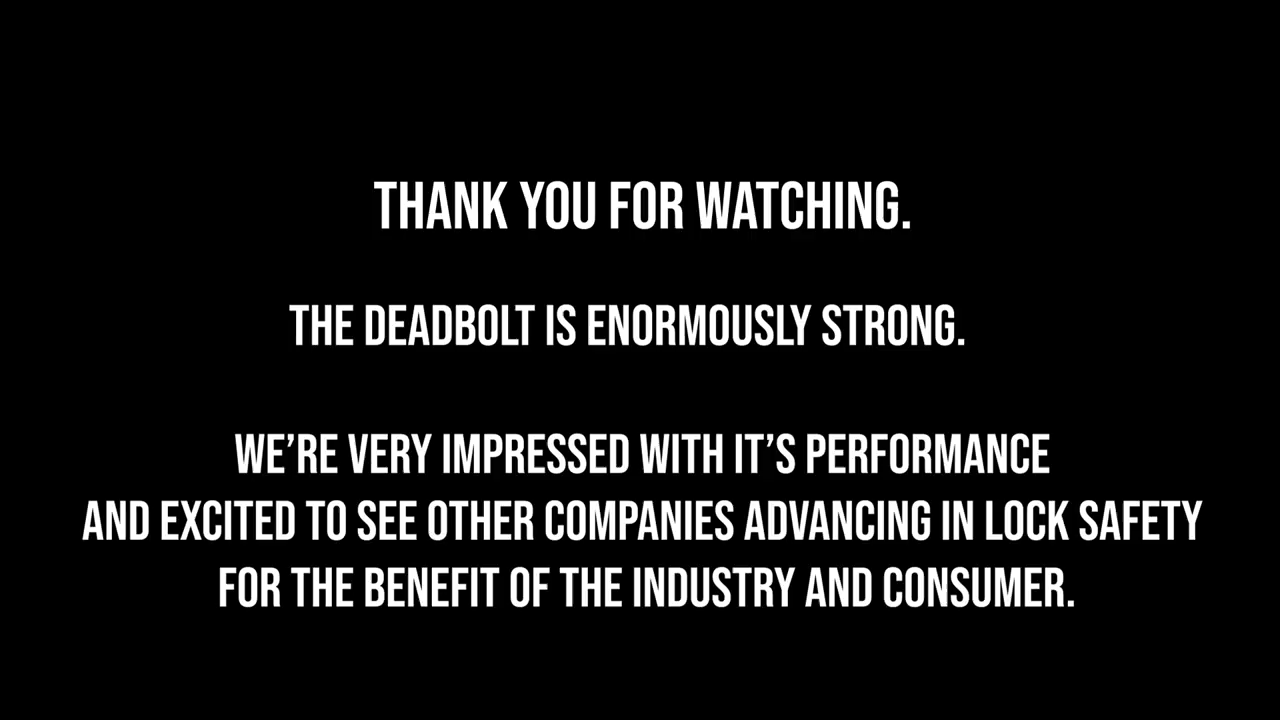 THANK YOU FOR WATCHING.
THE DEADBOLT IS ENORMOUSLY STRONG.
WE’RE VERY IMPRESSED WITH IT’S PERFORMANCE
AND EXCITED TO SEE OTHER COMPANIES ADVANCING IN LOCK SAFETY
FOR THE BENEFIT OF THE INDUSTRY AND CONSUMER.